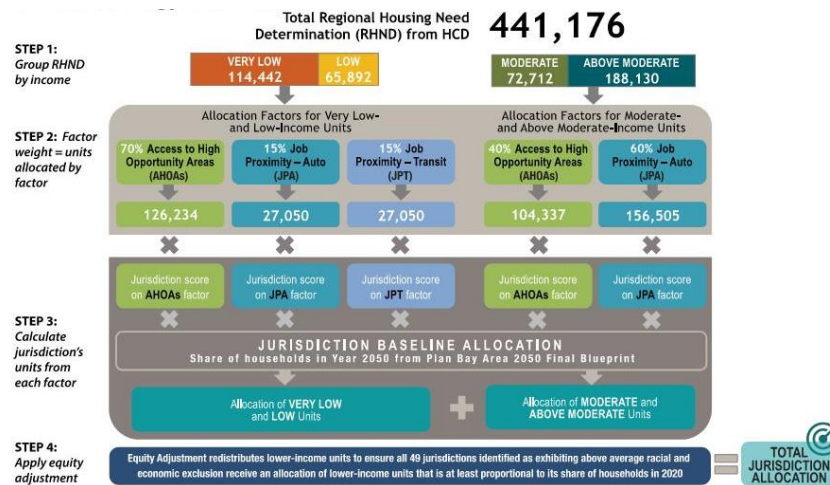 Total Regional Housing Need
Determination (RHND) from HCD
441,176
STEP 1:
Group RHND
by income
VERY LOW
114,442
LOW
65,892
MODERATE
72,712
ABOVE MODERATE
188,130
Allocation Factors for Very Low-
and Low-Income Units
Allocation Factors for Moderate-
and Above Moderate-Income Units
STEP 2: Factor
weight = units
allocated by
factor
70% Access to High
Opportunity Areas
(AHOAs)
15% Job
Proximity – Auto
(JPA)
15% Job
Proximity – Transit
(JPT)
40% Access to High
Opportunity Areas
(AHOAs)
60% Job
Proximity – Auto
(JPA)
126,234
27,050
27,050
104,337
156,505
STEP 3:
Calculate
jurisdiction's
units from
each factor
Jurisdiction score
on AHOAs factor
Jurisdiction score
on JPA factor
Jurisdiction score
on JPT factor
Jurisdiction score
on AHOAs factor
Jurisdiction score
on JPA factor
JURISDICTION BASELINE ALLOCATION
Share of households in Year 2050 from Plan Bay Area 2050 Final Blueprint
Allocation of VERY LOW
and LOW Units
Allocation of MODERATE and
ABOVE MODERATE Units
STEP 4:
Apply equity
adjustment
Equity Adjustment redistributes lower-income units to ensure all 49 jurisdictions identified as exhibiting above average racial and
economic exclusion receive an allocation of lower-income units that is at least proportional to its share of households in 2020
TOTAL
JURISDICTION
ALLOCATION